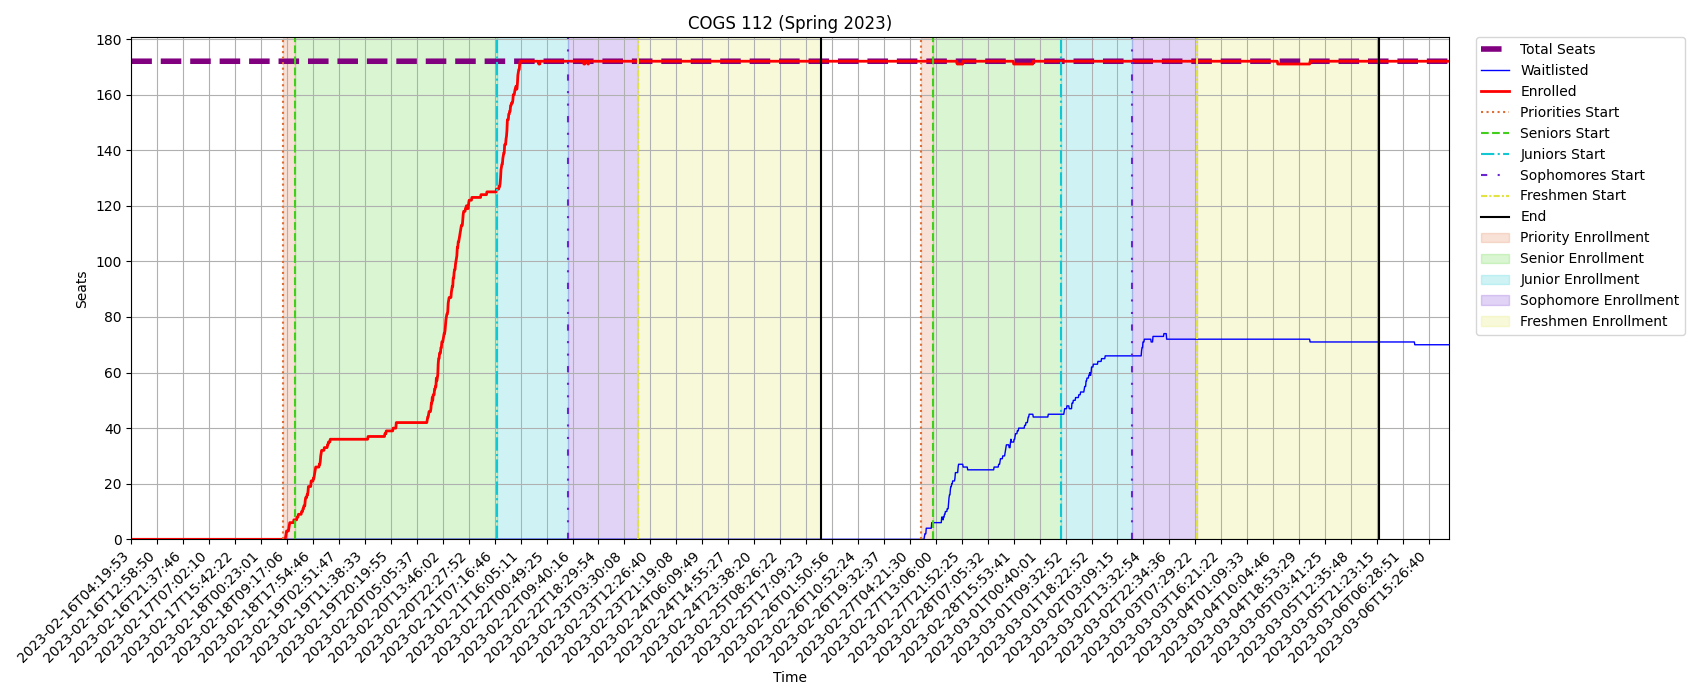 COGS 112 (Spring 2023)
Seats
180
160
140
120
100
80
60
40
20
0
2023-02-16T04:19:53
2023-02-16T12:58:50
2023-02-16T21:37:46
2023-02-17T07:02:10
2023-02-17T15:42:22
2023-02-18T00:23:01
2023-02-18T09:17:06
2023-02-18T17:54:46
2023-02-19T02:51:47
2023-02-19T11:38:33
2023-02-19T20:19:55
2023-02-20T05:05:37
2023-02-20T13:46:02
2023-02-20T22:27:52
2023-02-21T07:16:46
2023-02-21T16:05:11
2023-02-22T00:49:25
2023-02-22T09:40:16
2023-02-22T18:29:54
2023-02-23T03:30:08
2023-02-23T12:26:40
2023-02-23T21:19:08
2023-02-24T06:09:49
2023-02-24T14:55:27
2023-02-24T23:38:20
2023-02-25T08:26:22
2023-02-25T17:09:23
2023-02-26T01:50:56
2023-02-26T10:52:24
2023-02-26T19:32:37
2023-02-27T04:21:30
2023-02-27T13:06:00
2023-02-27T21:52:25
2023-02-28T07:05:32
2023-02-28T15:53:41
2023-03-01T00:40:01
2023-03-01T09:32:52
2023-03-01T18:22:52
2023-03-02T03:09:15
2023-03-02T13:32:54
2023-03-02T22:34:36
2023-03-03T07:29:22
2023-03-03T16:21:22
2023-03-04T01:09:33
2023-03-04T10:04:46
2023-03-04T18:53:29
2023-03-05T03:41:25
2023-03-05T12:35:48
2023-03-05T21:23:15
2023-03-06T06:28:51
2023-03-06T15:26:40
Time
Total Seats
Waitlisted
Enrolled
Priorities Start
Seniors Start
Juniors Start
Sophomores Start
Freshmen Start
End
Priority Enrollment
Senior Enrollment
Junior Enrollment
Sophomore Enrollment
Freshmen Enrollment